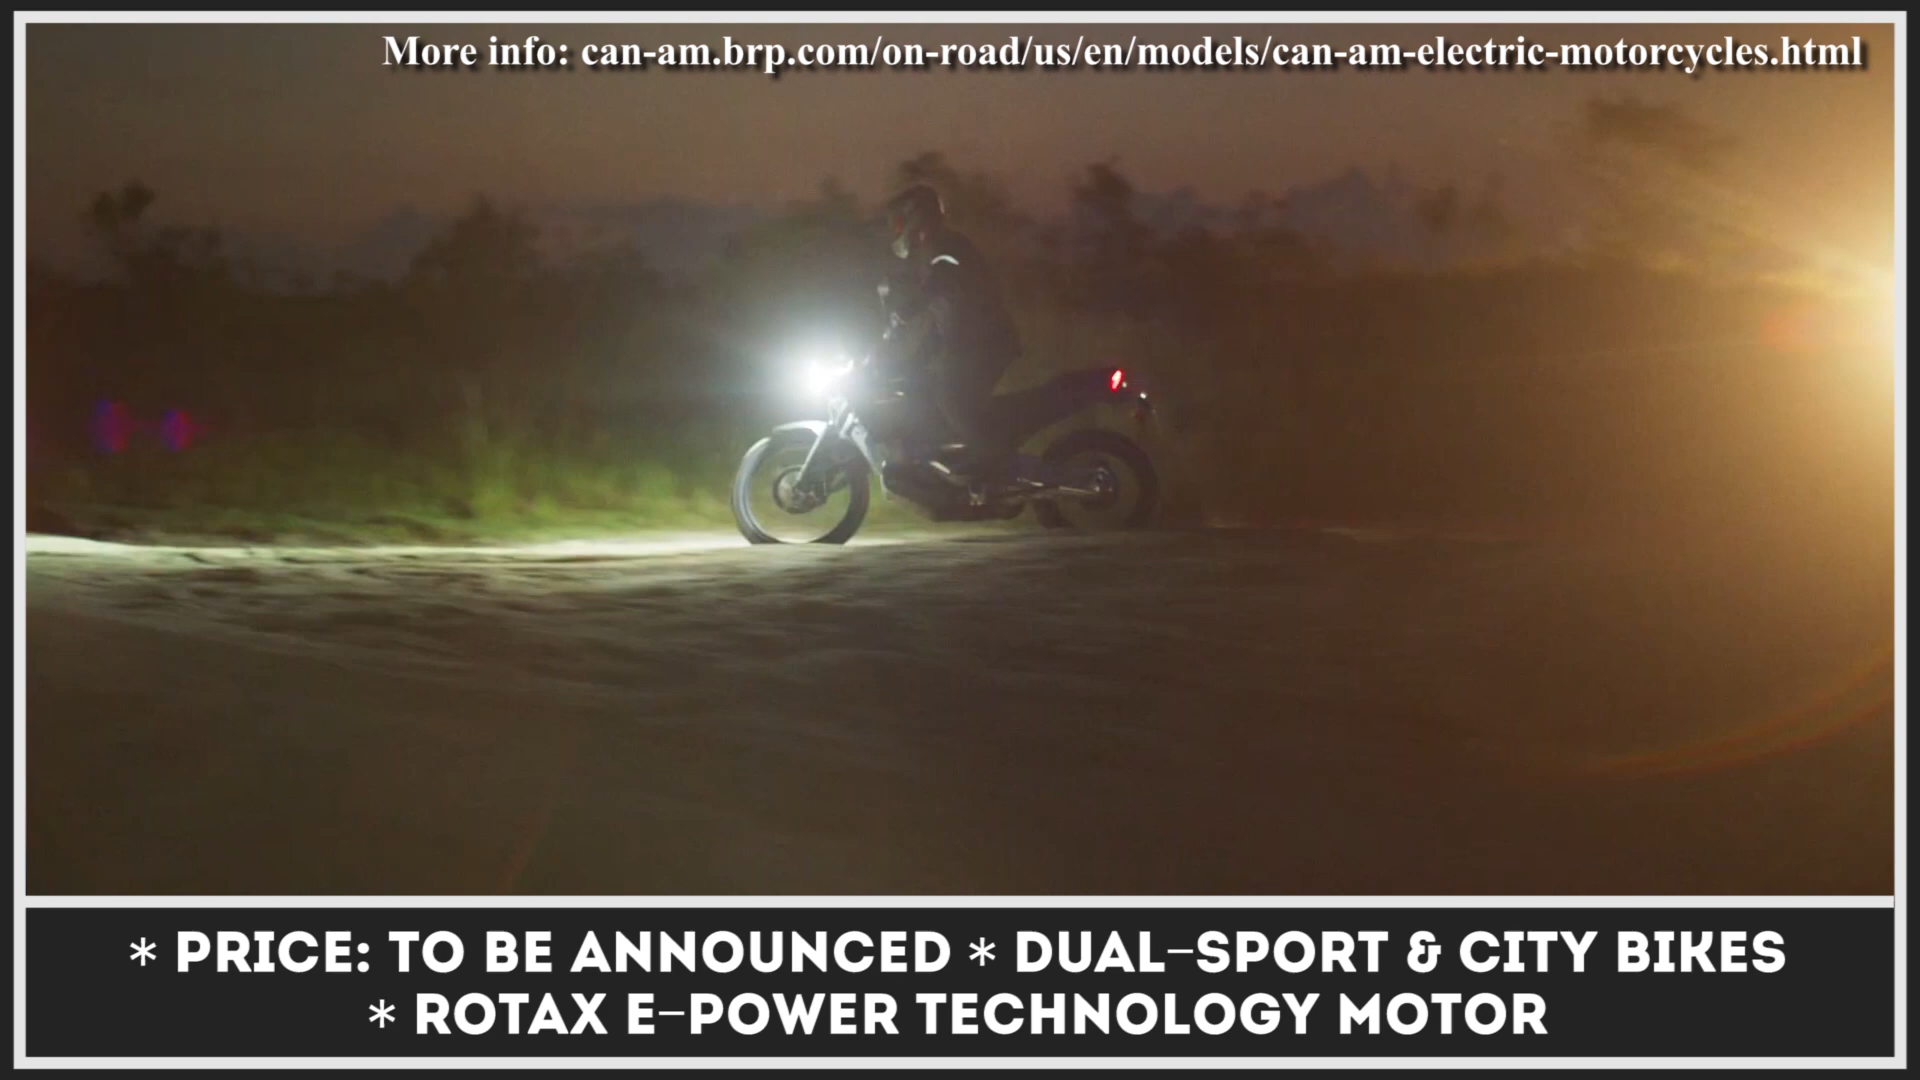 More info: can-am.brp.com/on-road/us/en/models/can-am-electric-motorcycles.html
* PRICE: TO BE ANNOUNCED * DUAL-SPORT & CITY BIKES
* ROTAX E-POWER TECHNOLOGY MOTOR